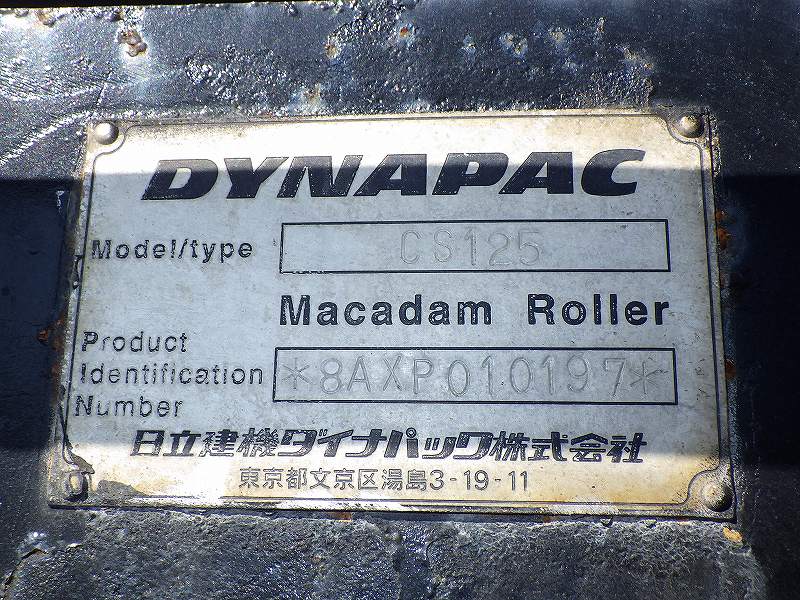 DYNAPAC
Model/type CS125
Macadam Roller
Product
Identification
Number
*8AXP010197*
日立建機ダイナパック株式会社
東京都文京区湯島3-19-11